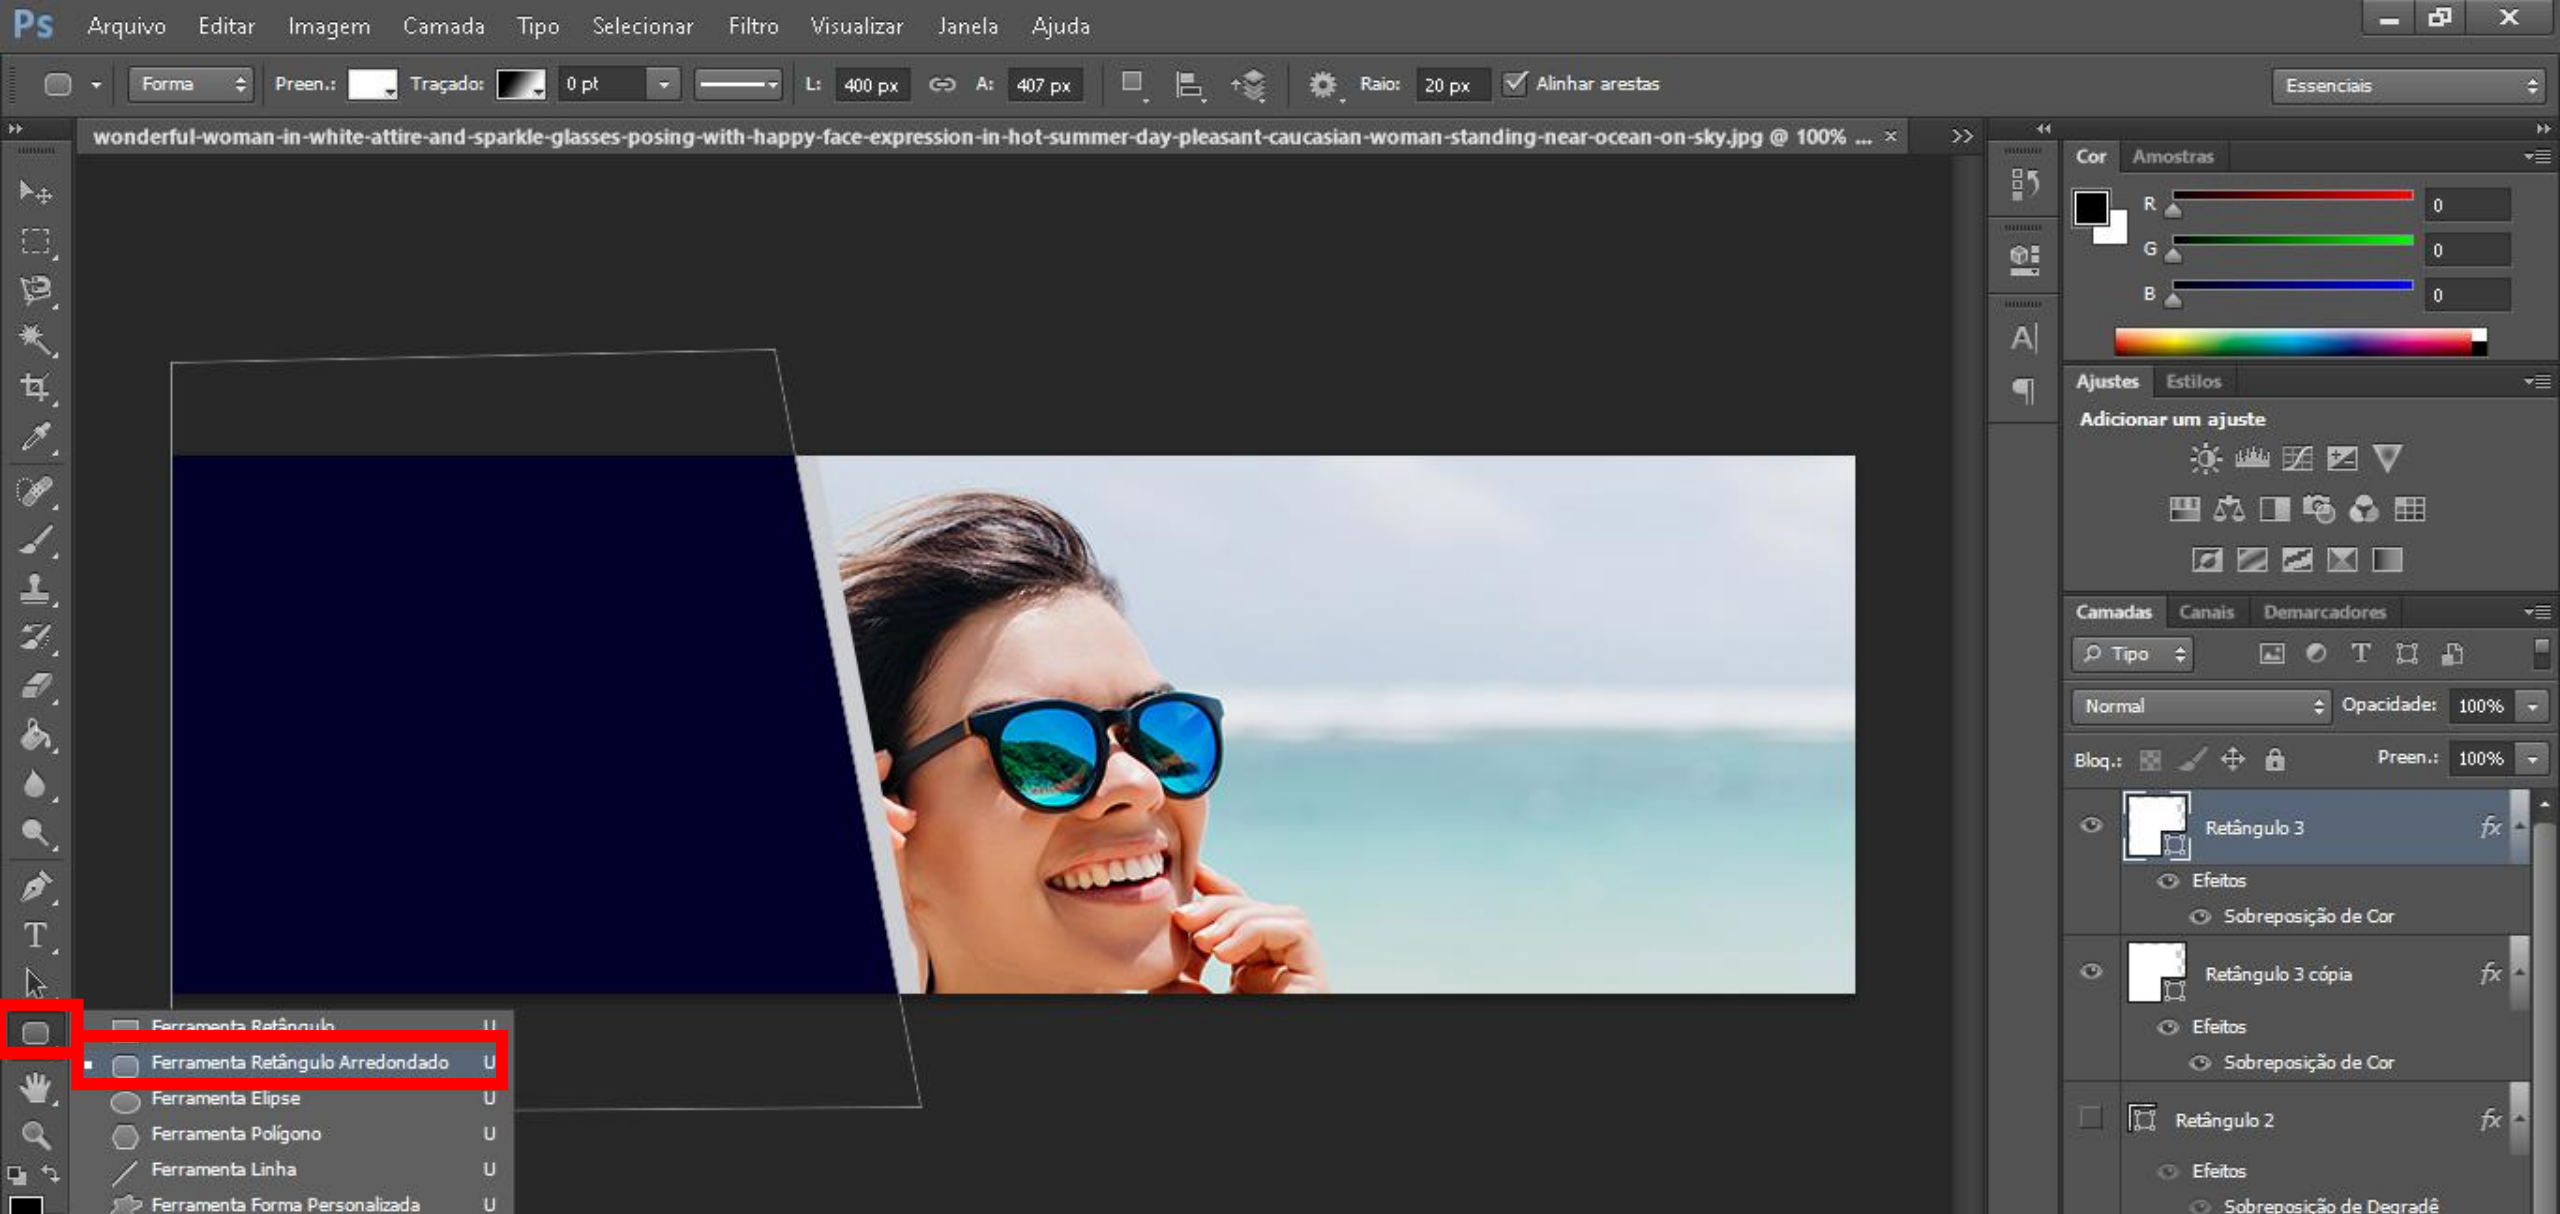 Ps Arquivo Editar Imagem Camada Tipo Selecionar Filtro Visualizar Janela Ajuda
Forma Preen.: Traçado: 0 pt L: 400 px A: 407 px Raio: 20 px Alinhar arestas Essenciais
wonderful-woman-in-white-attire-and-sparkle-glasses-posing-with-happy-face-expression-in-hot-summer-day-pleasant-caucasian-woman-standing-near-ocean-on-sky.jpg @ 100% ... ×
Cor Amostras
R 0
G 0
B 0
Ajustes Estilos
Adicionar um ajuste
Camadas Canais Demarcadores
Tipo
Normal Opacidade: 100%
Bloq.: Preen.: 100%
Retângulo 3 fx
Efeitos
Sobreposição de Cor
Retângulo 3 cópia fx
Efeitos
Sobreposição de Cor
Retângulo 2 fx
Efeitos
Sobreposição de Degradê
Ferramenta Retângulo U
Ferramenta Retângulo Arredondado U
Ferramenta Elipse U
Ferramenta Polígono U
Ferramenta Linha U
Ferramenta Forma Personalizada U